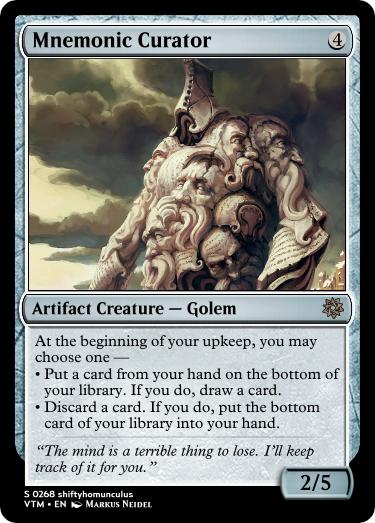 Mnemonic Curator 4
Artifact Creature — Golem
At the beginning of your upkeep, you may
choose one —
• Put a card from your hand on the bottom of
your library. If you do, draw a card.
• Discard a card. If you do, put the bottom
card of your library into your hand.
“The mind is a terrible thing to lose. I’ll keep
track of it for you.”
2/5
S 0268 shiftyhomunculus
VTM • EN Markus Neidel